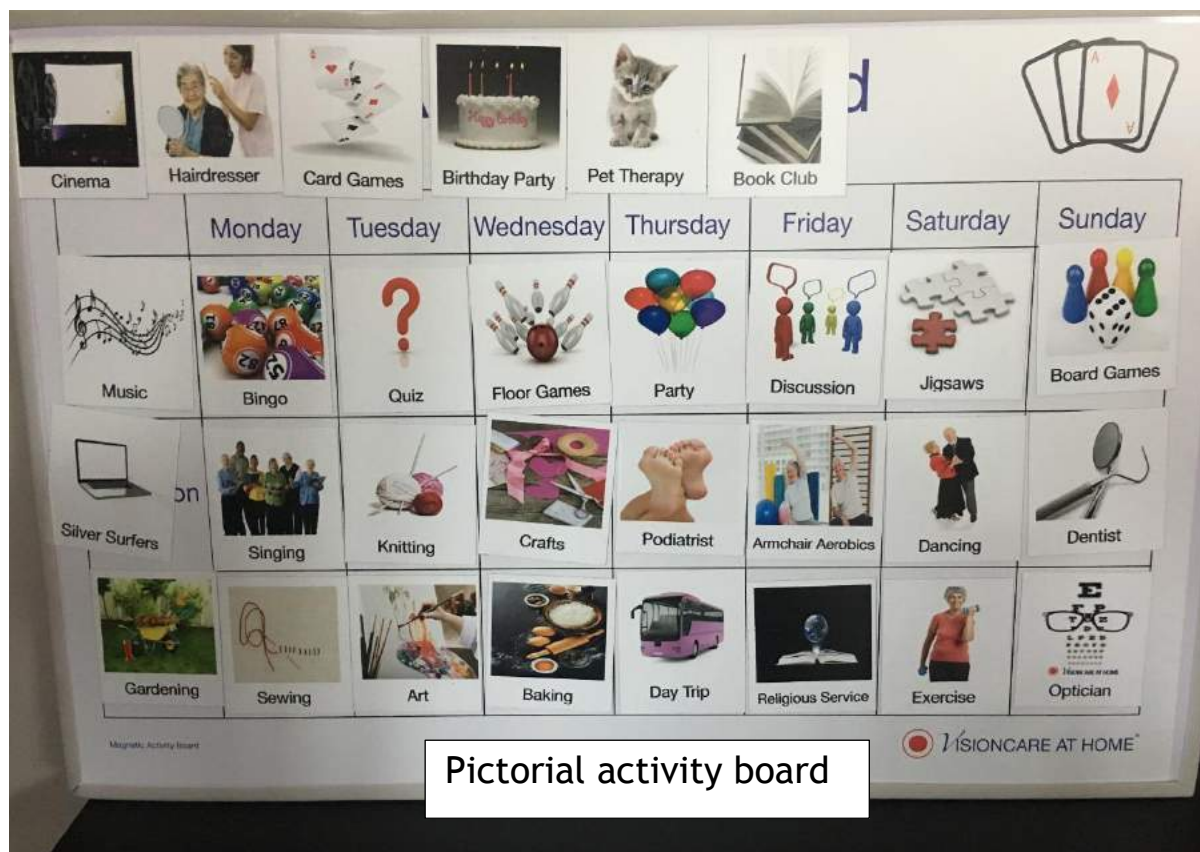 d
A
A
Cinema
Hairdresser
Card Games
Birthday Party
Pet Therapy
Book Club
Monday
Tuesday
Wednesday
Thursday
Friday
Saturday
Sunday
Music
Bingo
Quiz
Floor Games
Party
Discussion
Jigsaws
Board Games
on
Silver Surfers
Singing
Knitting
Crafts
Podiatrist
Armchair Aerobics
Dancing
Dentist
E
Gardening
Sewing
Art
Baking
Day Trip
Religious Service
Exercise
VISIONCARE AT HOME
Optician
Magnetic Activity Board
VISIONCARE AT HOME
Pictorial activity board